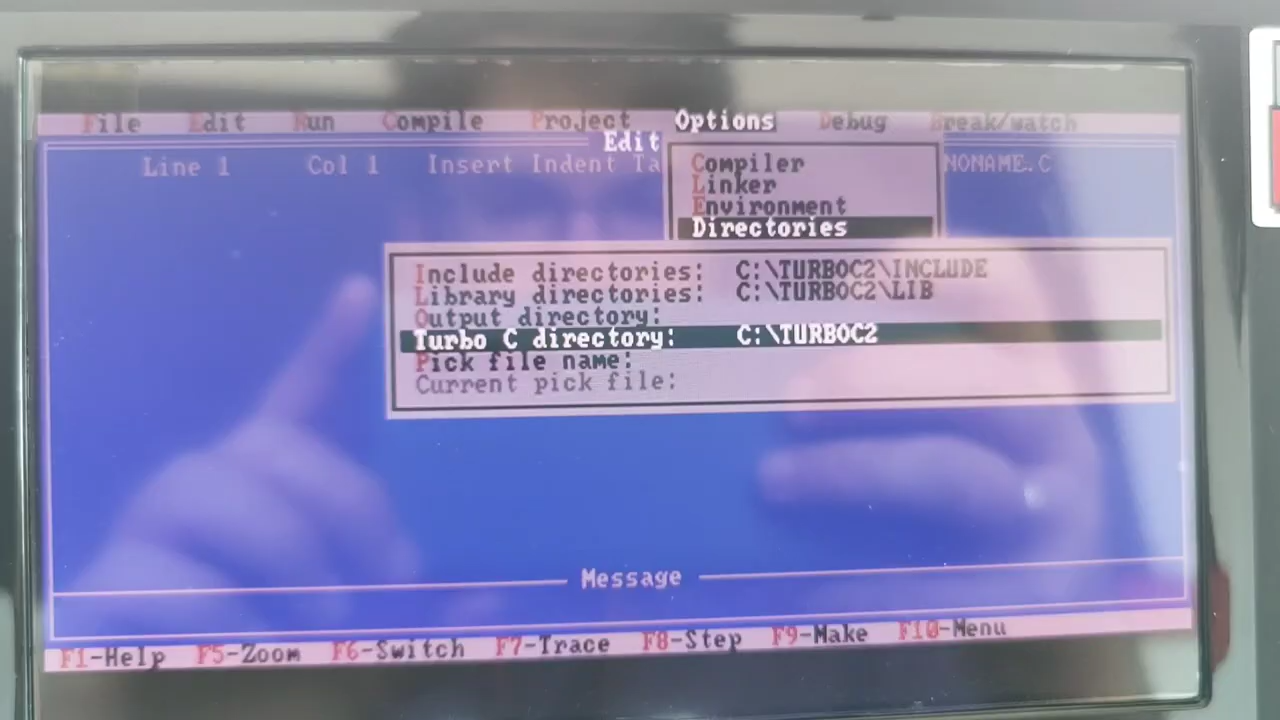 File Edit Run Compile Project Options Debug Break/watch
Edit
Line 1 Col 1 Insert Indent Ta NONAME.C
Compiler
Linker
Environment
Directories
Include directories: C:\TURBOC2\INCLUDE
Library directories: C:\TURBOC2\LIB
Output directory:
Turbo C directory: C:\TURBOC2
Pick file name:
Current pick file:
Message
F1-Help F5-Zoom F6-Switch F7-Trace F8-Step F9-Make F10-Menu